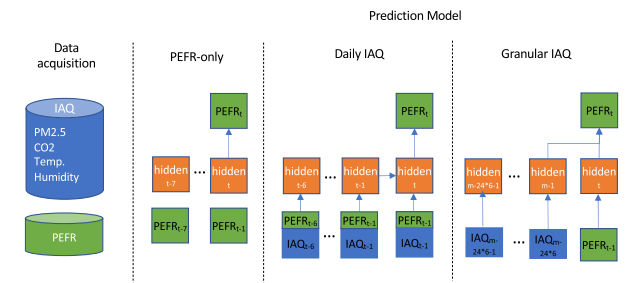 Prediction Model
Data
acquisition
PEFR-only
Daily IAQ
Granular IAQ
IAQ
PM2.5
CO2
Temp.
Humidity
PEFR
PEFRt
hidden
t-7
...
hidden
t
PEFRt-7
PEFRt-1
PEFRt
hidden
t-6
...
hidden
t-1
hidden
t
PEFRt-6
IAQt-6
...
PEFRt-1
IAQt-1
PEFRt-1
IAQt-1
PEFRt
hidden
m-24*6-1
...
hidden
m-1
hidden
t
IAQm-
24*6-1
...
IAQm-
24*6
PEFRt-1